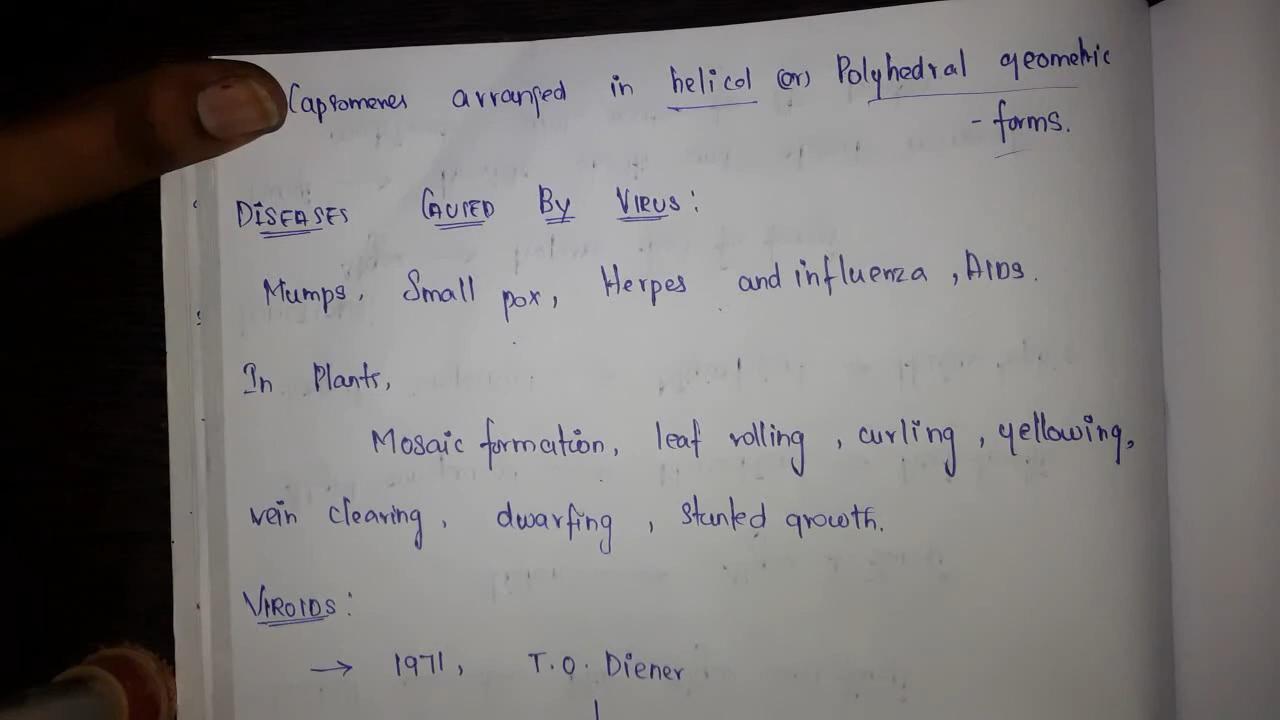 Capsomeres arranged in helicol (or) Polyhedral geometric
- forms.
DISEASES CAUSED BY VIRUS:
Mumps, Small pox, Herpes and influenza, AIDS.
In Plants,
Mosaic formation, leaf rolling, curling, yellowing,
vein clearing, dwarfing, stunted growth.
VIROIDS:
→ 1971, T.O. Diener